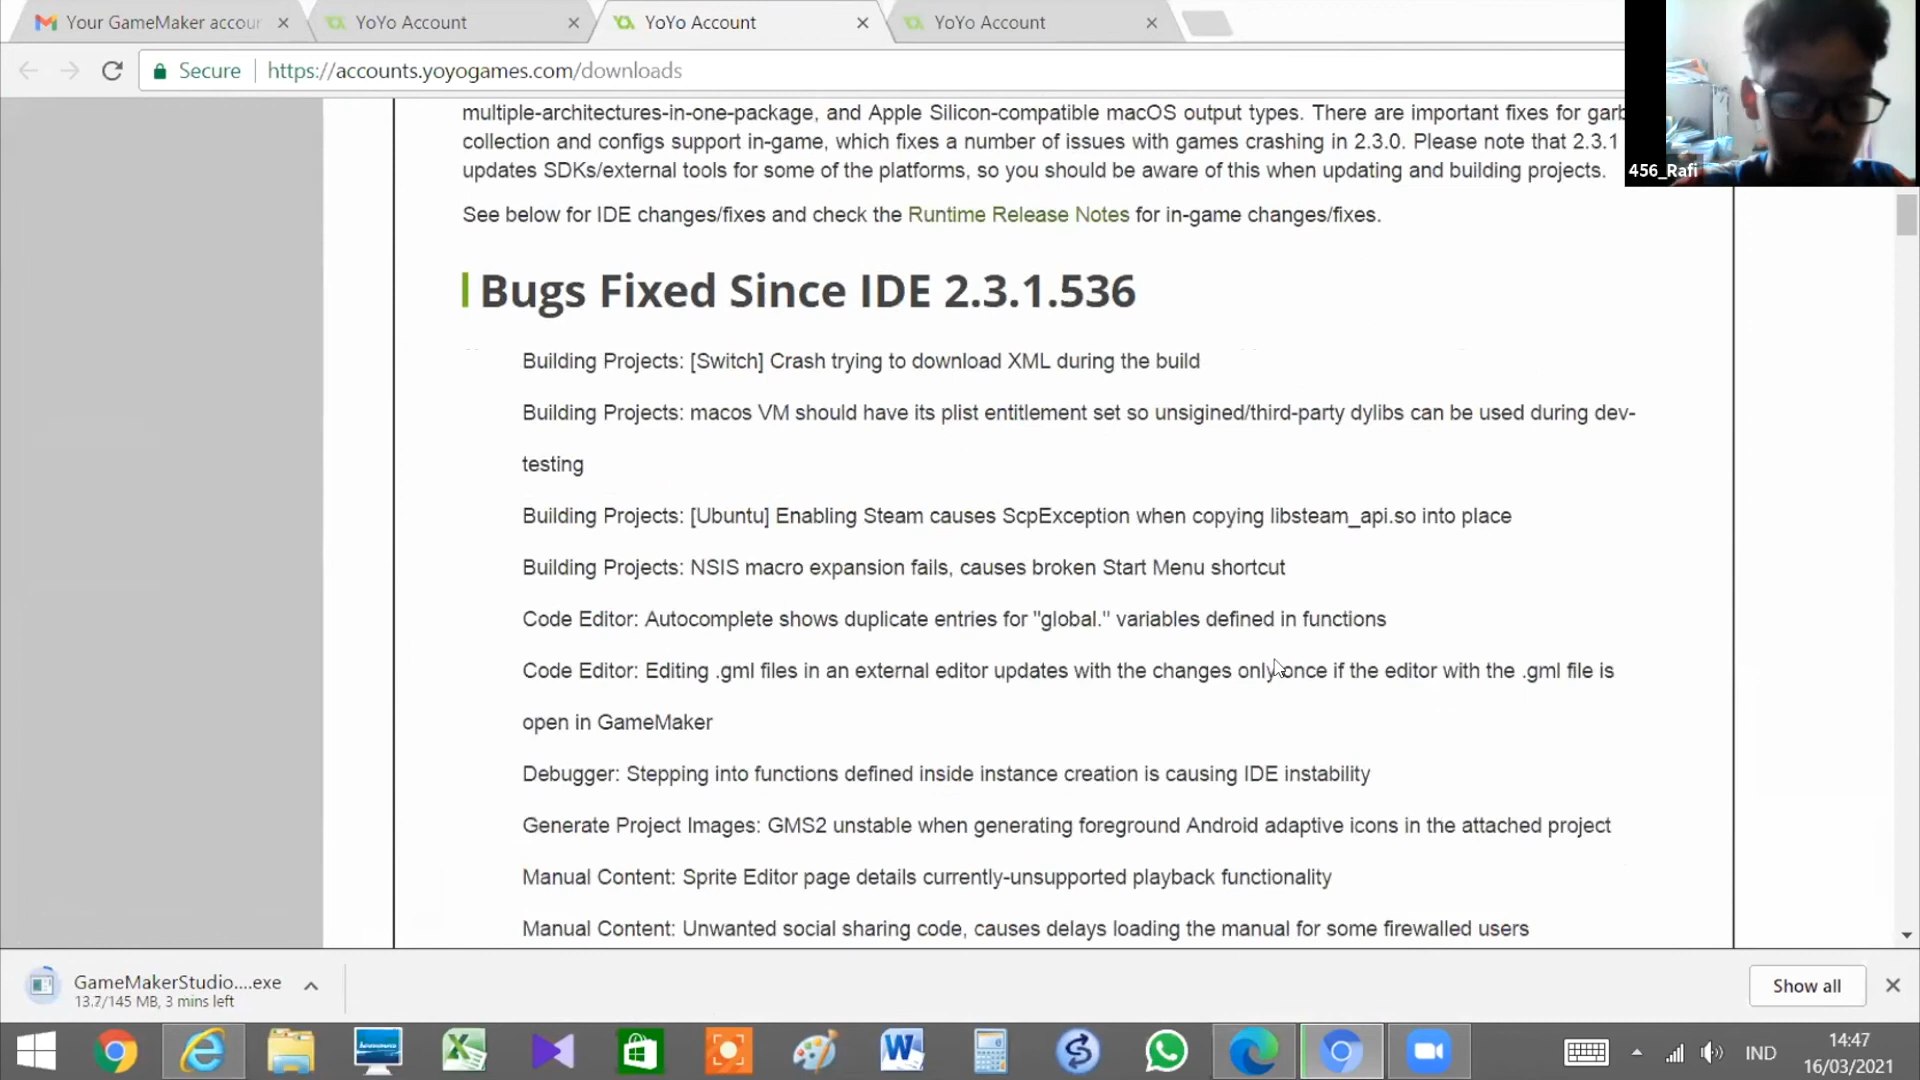 Your GameMaker accou
YoYo Account
YoYo Account
YoYo Account
Secure
https://accounts.yoyogames.com/downloads
multiple-architectures-in-one-package, and Apple Silicon-compatible macOS output types. There are important fixes for garb
collection and configs support in-game, which fixes a number of issues with games crashing in 2.3.0. Please note that 2.3.1
updates SDKs/external tools for some of the platforms, so you should be aware of this when updating and building projects.
456_Rafi
See below for IDE changes/fixes and check the Runtime Release Notes for in-game changes/fixes.
Bugs Fixed Since IDE 2.3.1.536
Building Projects: [Switch] Crash trying to download XML during the build
Building Projects: macos VM should have its plist entitlement set so unsigined/third-party dylibs can be used during dev-
testing
Building Projects: [Ubuntu] Enabling Steam causes ScpException when copying libsteam_api.so into place
Building Projects: NSIS macro expansion fails, causes broken Start Menu shortcut
Code Editor: Autocomplete shows duplicate entries for "global." variables defined in functions
Code Editor: Editing .gml files in an external editor updates with the changes only once if the editor with the .gml file is
open in GameMaker
Debugger: Stepping into functions defined inside instance creation is causing IDE instability
Generate Project Images: GMS2 unstable when generating foreground Android adaptive icons in the attached project
Manual Content: Sprite Editor page details currently-unsupported playback functionality
Manual Content: Unwanted social sharing code, causes delays loading the manual for some firewalled users
GameMakerStudio....exe
13.7/145 MB, 3 mins left
Show all
IND
14:47
16/03/2021